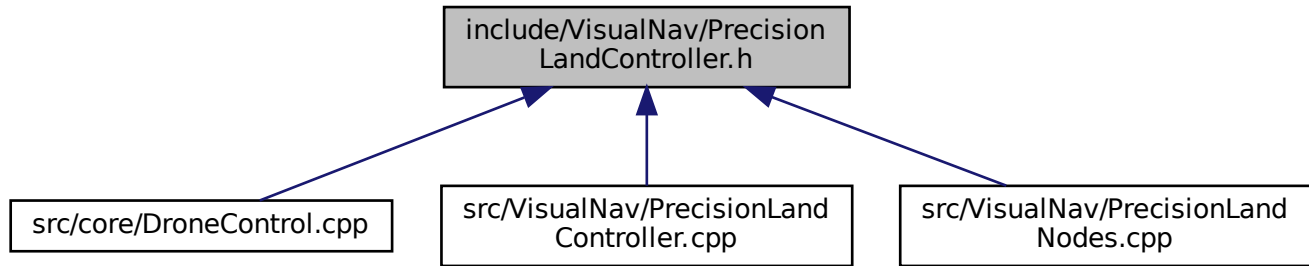 include/VisualNav/Precision
LandController.h
src/core/DroneControl.cpp
src/VisualNav/PrecisionLand
Controller.cpp
src/VisualNav/PrecisionLand
Nodes.cpp